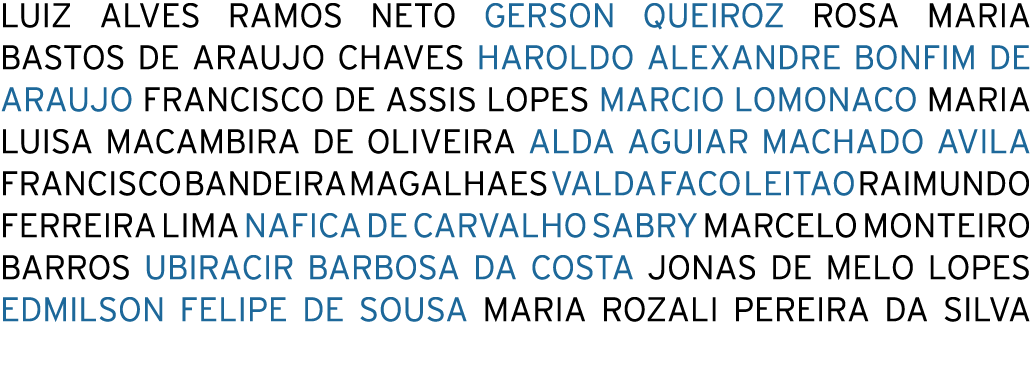 LUIZ ALVES RAMOS NETO GERSON QUEIROZ ROSA MARIA
BASTOS DE ARAUJO CHAVES HAROLDO ALEXANDRE BONFIM DE
ARAUJO FRANCISCO DE ASSIS LOPES MARCIO LOMONACO MARIA
LUISA MACAMBIRA DE OLIVEIRA ALDA AGUIAR MACHADO AVILA
FRANCISCO BANDEIRA MAGALHAES VALDA FACO LEITAO RAIMUNDO
FERREIRA LIMA NAFICA DE CARVALHO SABRY MARCELO MONTEIRO
BARROS UBIRACIR BARBOSA DA COSTA JONAS DE MELO LOPES
EDMILSON FELIPE DE SOUSA MARIA ROZALI PEREIRA DA SILVA